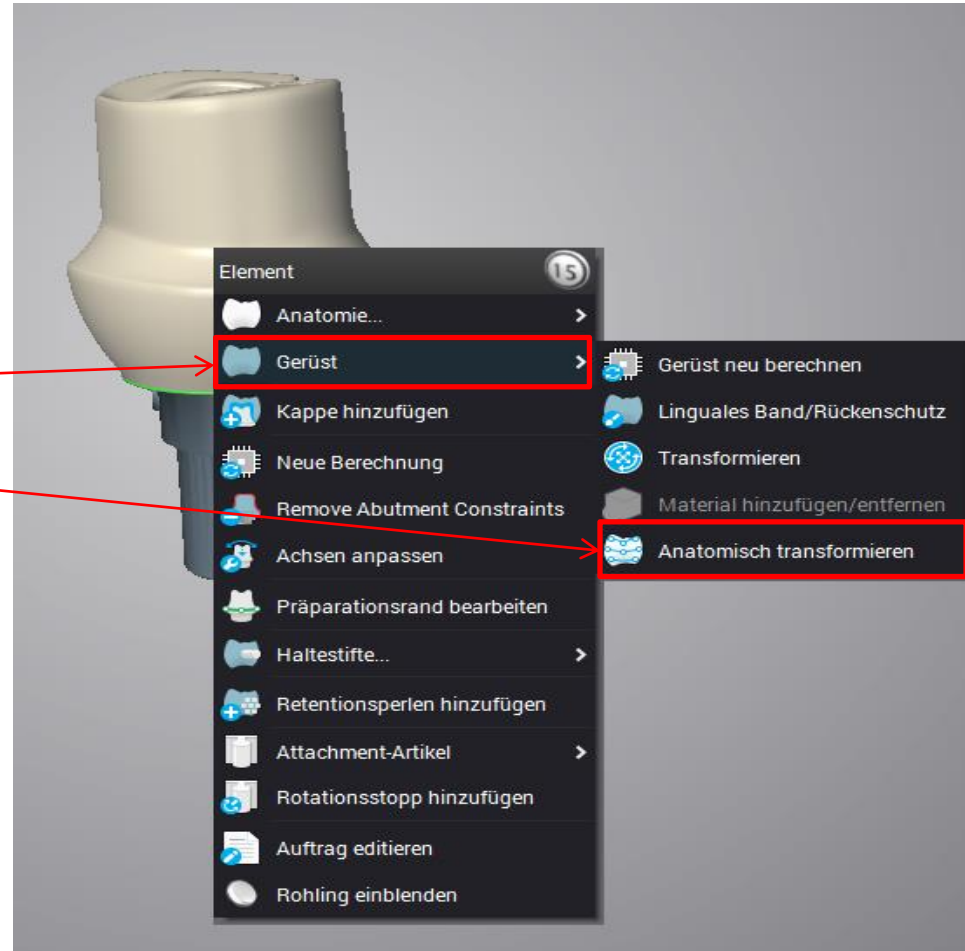 Element
15
Anatomie...
Gerüst
Kappe hinzufügen
Neue Berechnung
Remove Abutment Constraints
Achsen anpassen
Präparationsrand bearbeiten
Haltestifte...
Retentionsperlen hinzufügen
Attachment-Artikel
Rotationsstopp hinzufügen
Auftrag editieren
Rohling einblenden
Gerüst neu berechnen
Linguales Band/Rückenschutz
Transformieren
Material hinzufügen/entfernen
Anatomisch transformieren